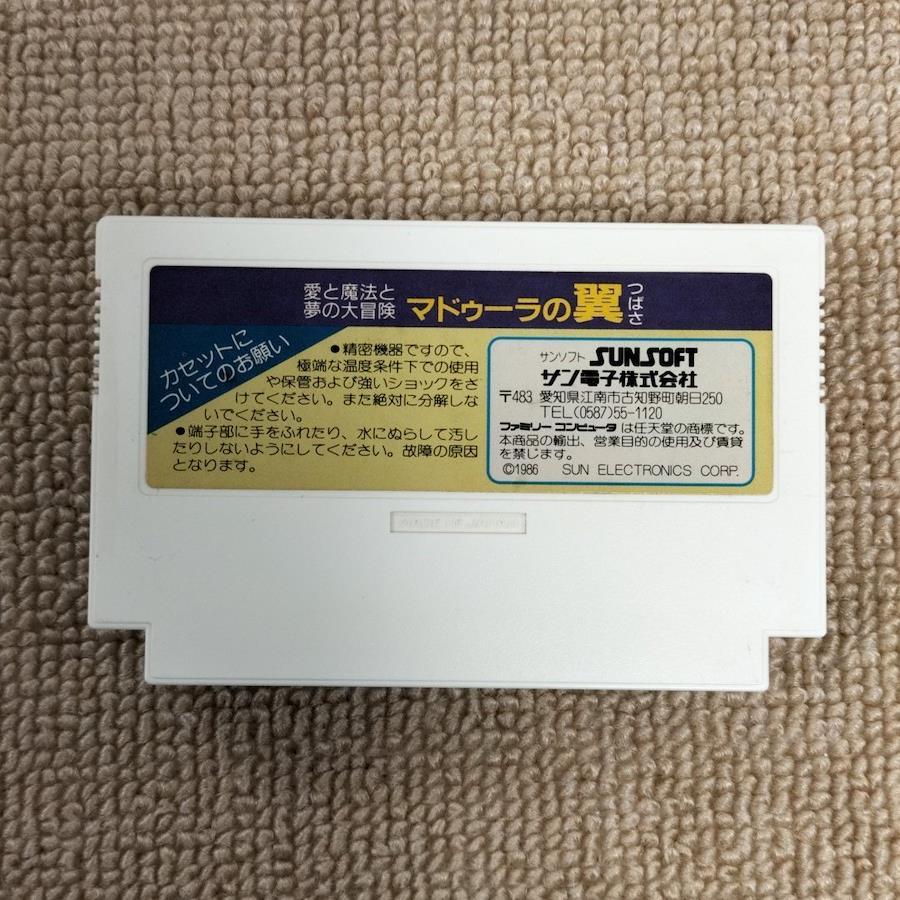 愛と魔法と
夢の大冒険
マドゥーラの翼
つばさ
カセットに
ついてのお願い
●精密機器ですので、
極端な温度条件下での使用
や保管および強いショックをさ
けてください。また絶対に分解しな
いでください。
●端子部に手をふれたり、水にぬらして汚し
たりしないようにしてください。故障の原因
となります。
サンソフト SUNSOFT
サン電子株式会社
〒483 愛知県江南市古知野町朝日250
TEL(0587)55-1120
ファミリー コンピュータ は任天堂の商標です。
本商品の輸出、営業目的の使用及び賃貸
を禁じます。
©1986 SUN ELECTRONICS CORP.